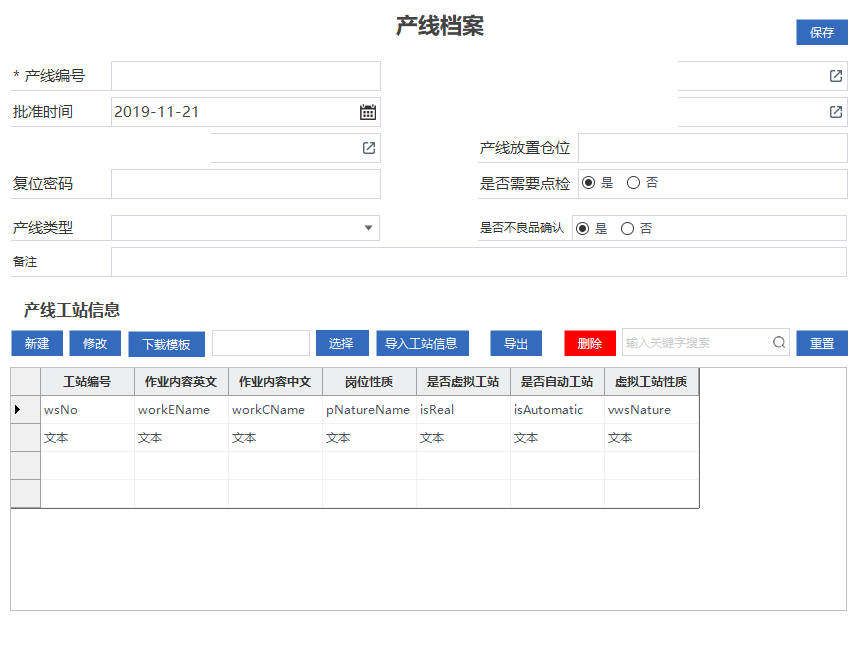 产线档案
保存
* 产线编号
批准时间 2019-11-21
产线放置仓位
复位密码 是否需要点检 是 否
产线类型 是否不良品确认 是 否
备注
产线工站信息
新建 修改 下载模板 选择 导入工站信息 导出 删除 输入关键字搜索 重置
工站编号 作业内容英文 作业内容中文 岗位性质 是否虚拟工站 是否自动工站 虚拟工站性质
wsNo workEName workCName pNatureName isReal isAutomatic vwsNature
文本 文本 文本 文本 文本 文本 文本